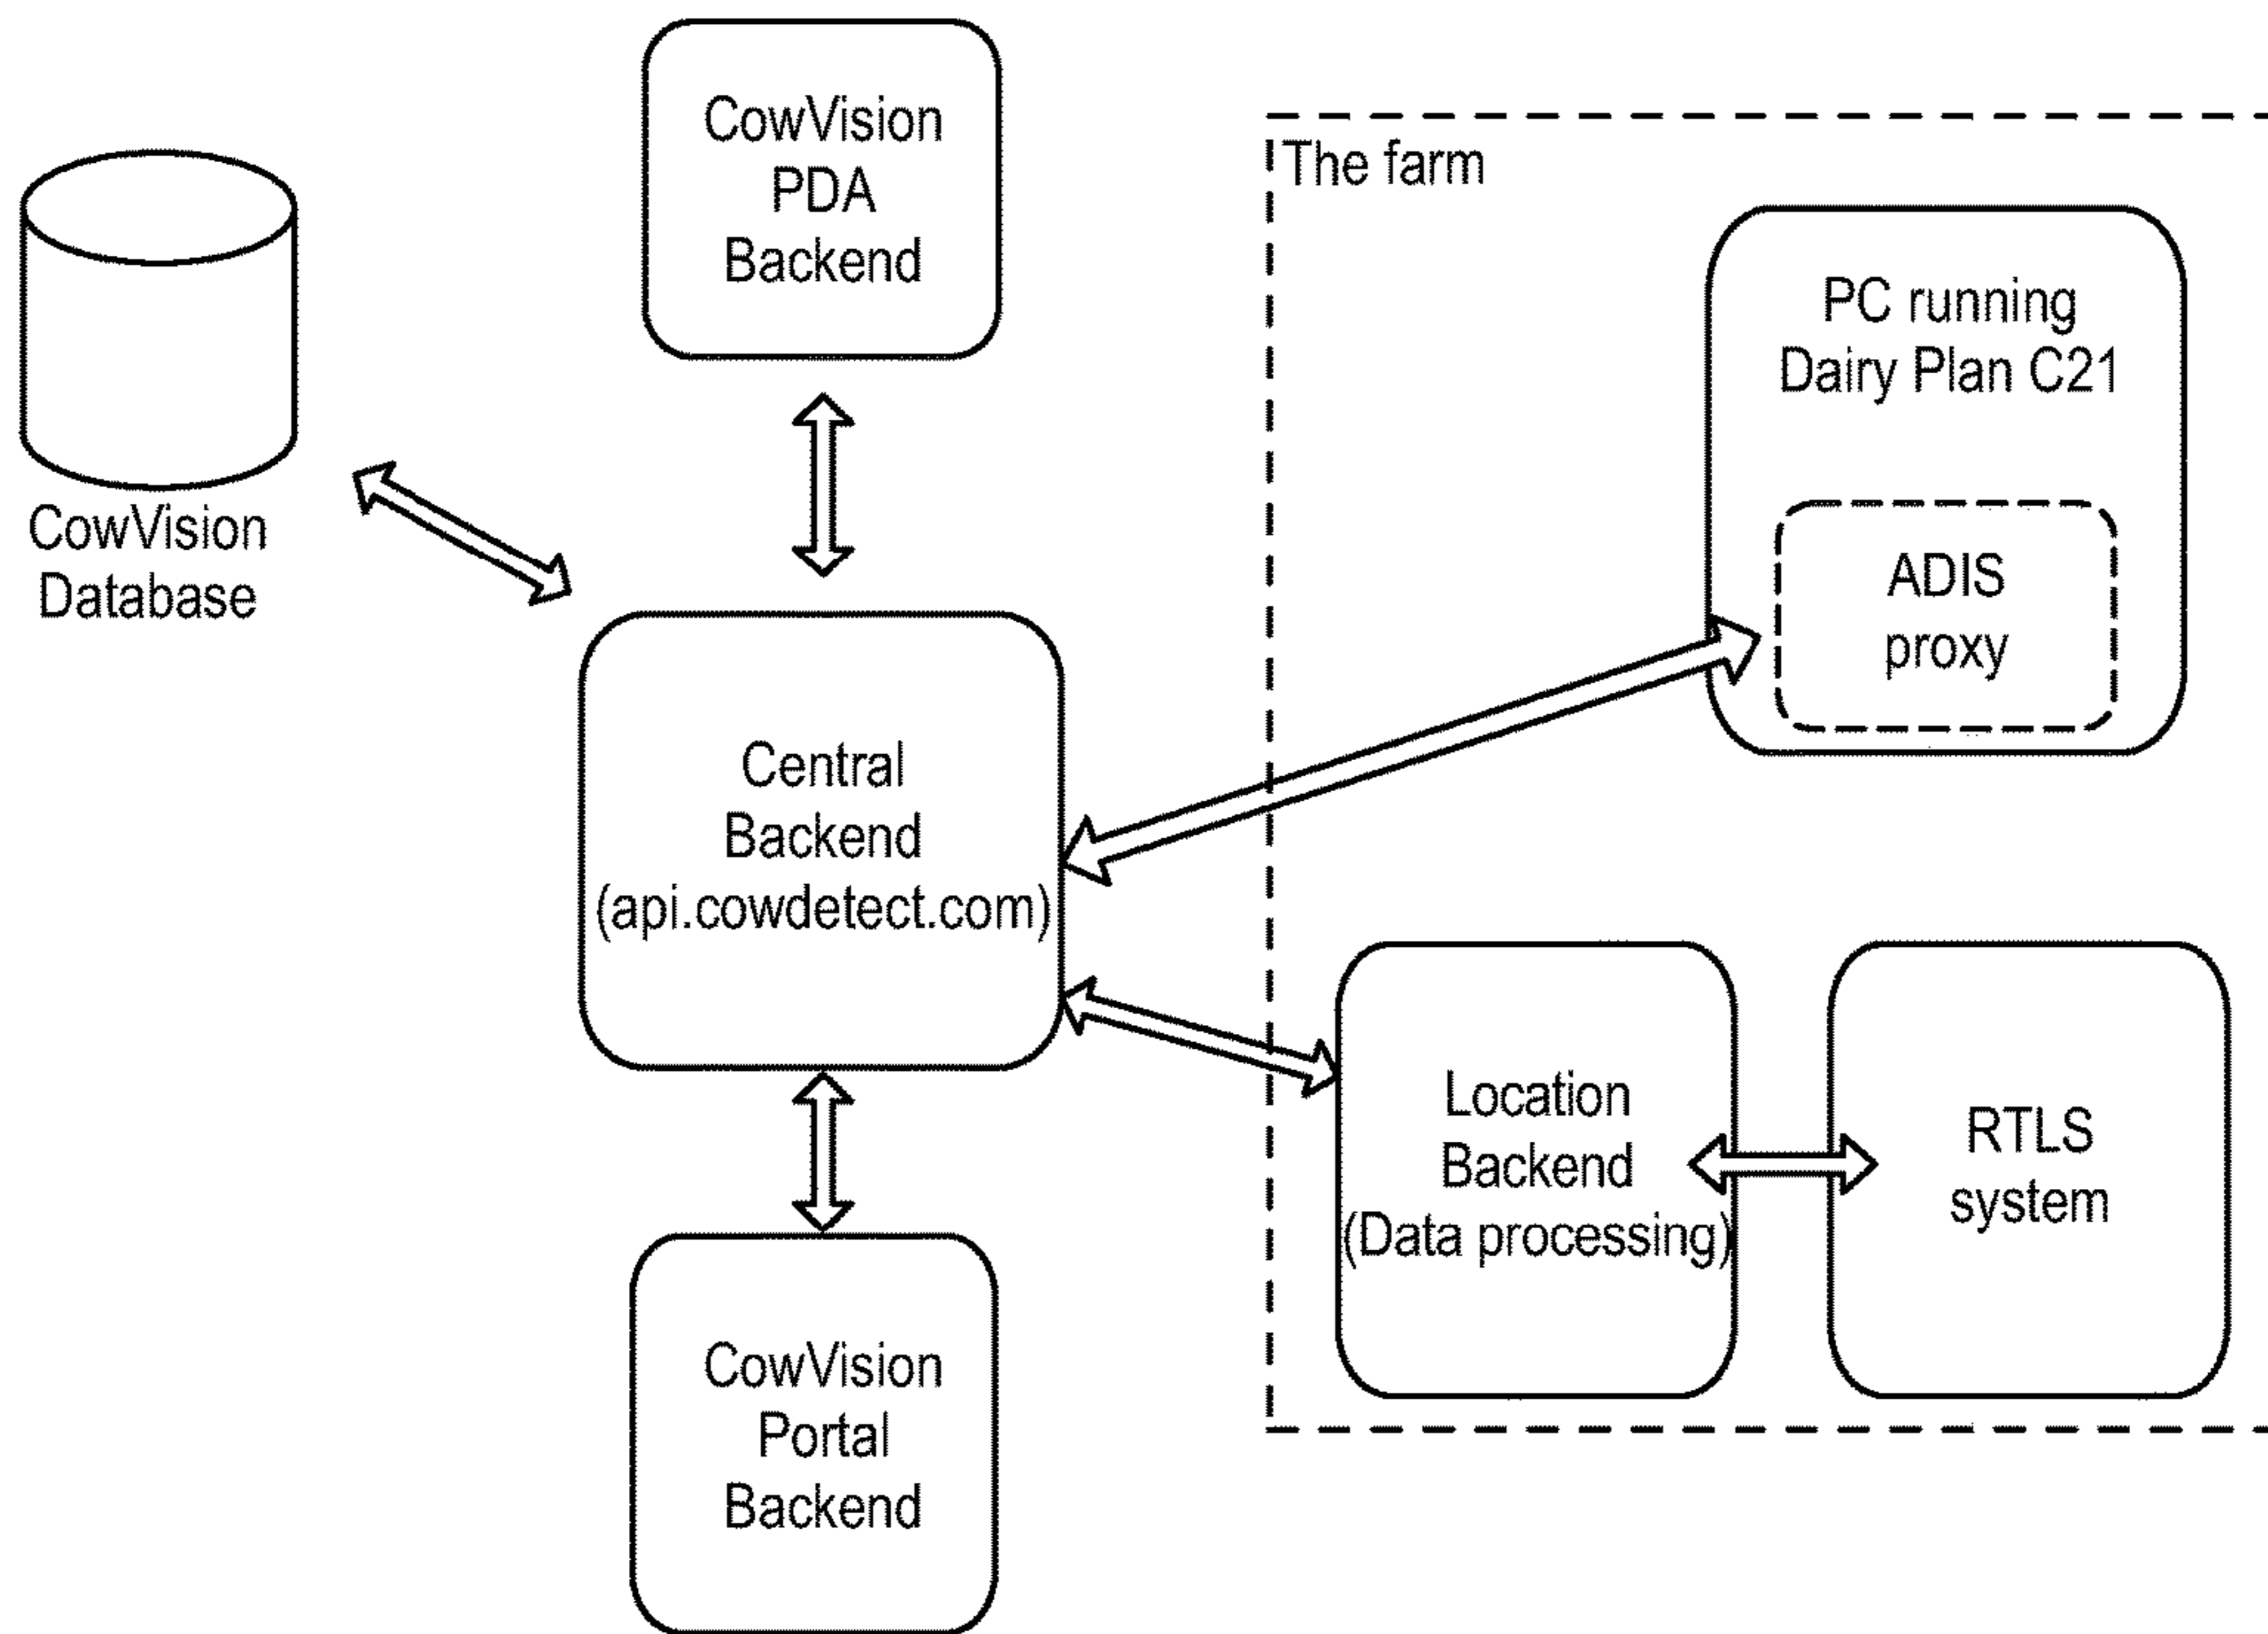 CowVision
PDA
Backend
The farm
PC running
Dairy Plan C21
CowVision
Database
ADIS
proxy
Central
Backend
(api.cowdetect.com)
Location
Backend
(Data processing)
RTLS
system
CowVision
Portal
Backend